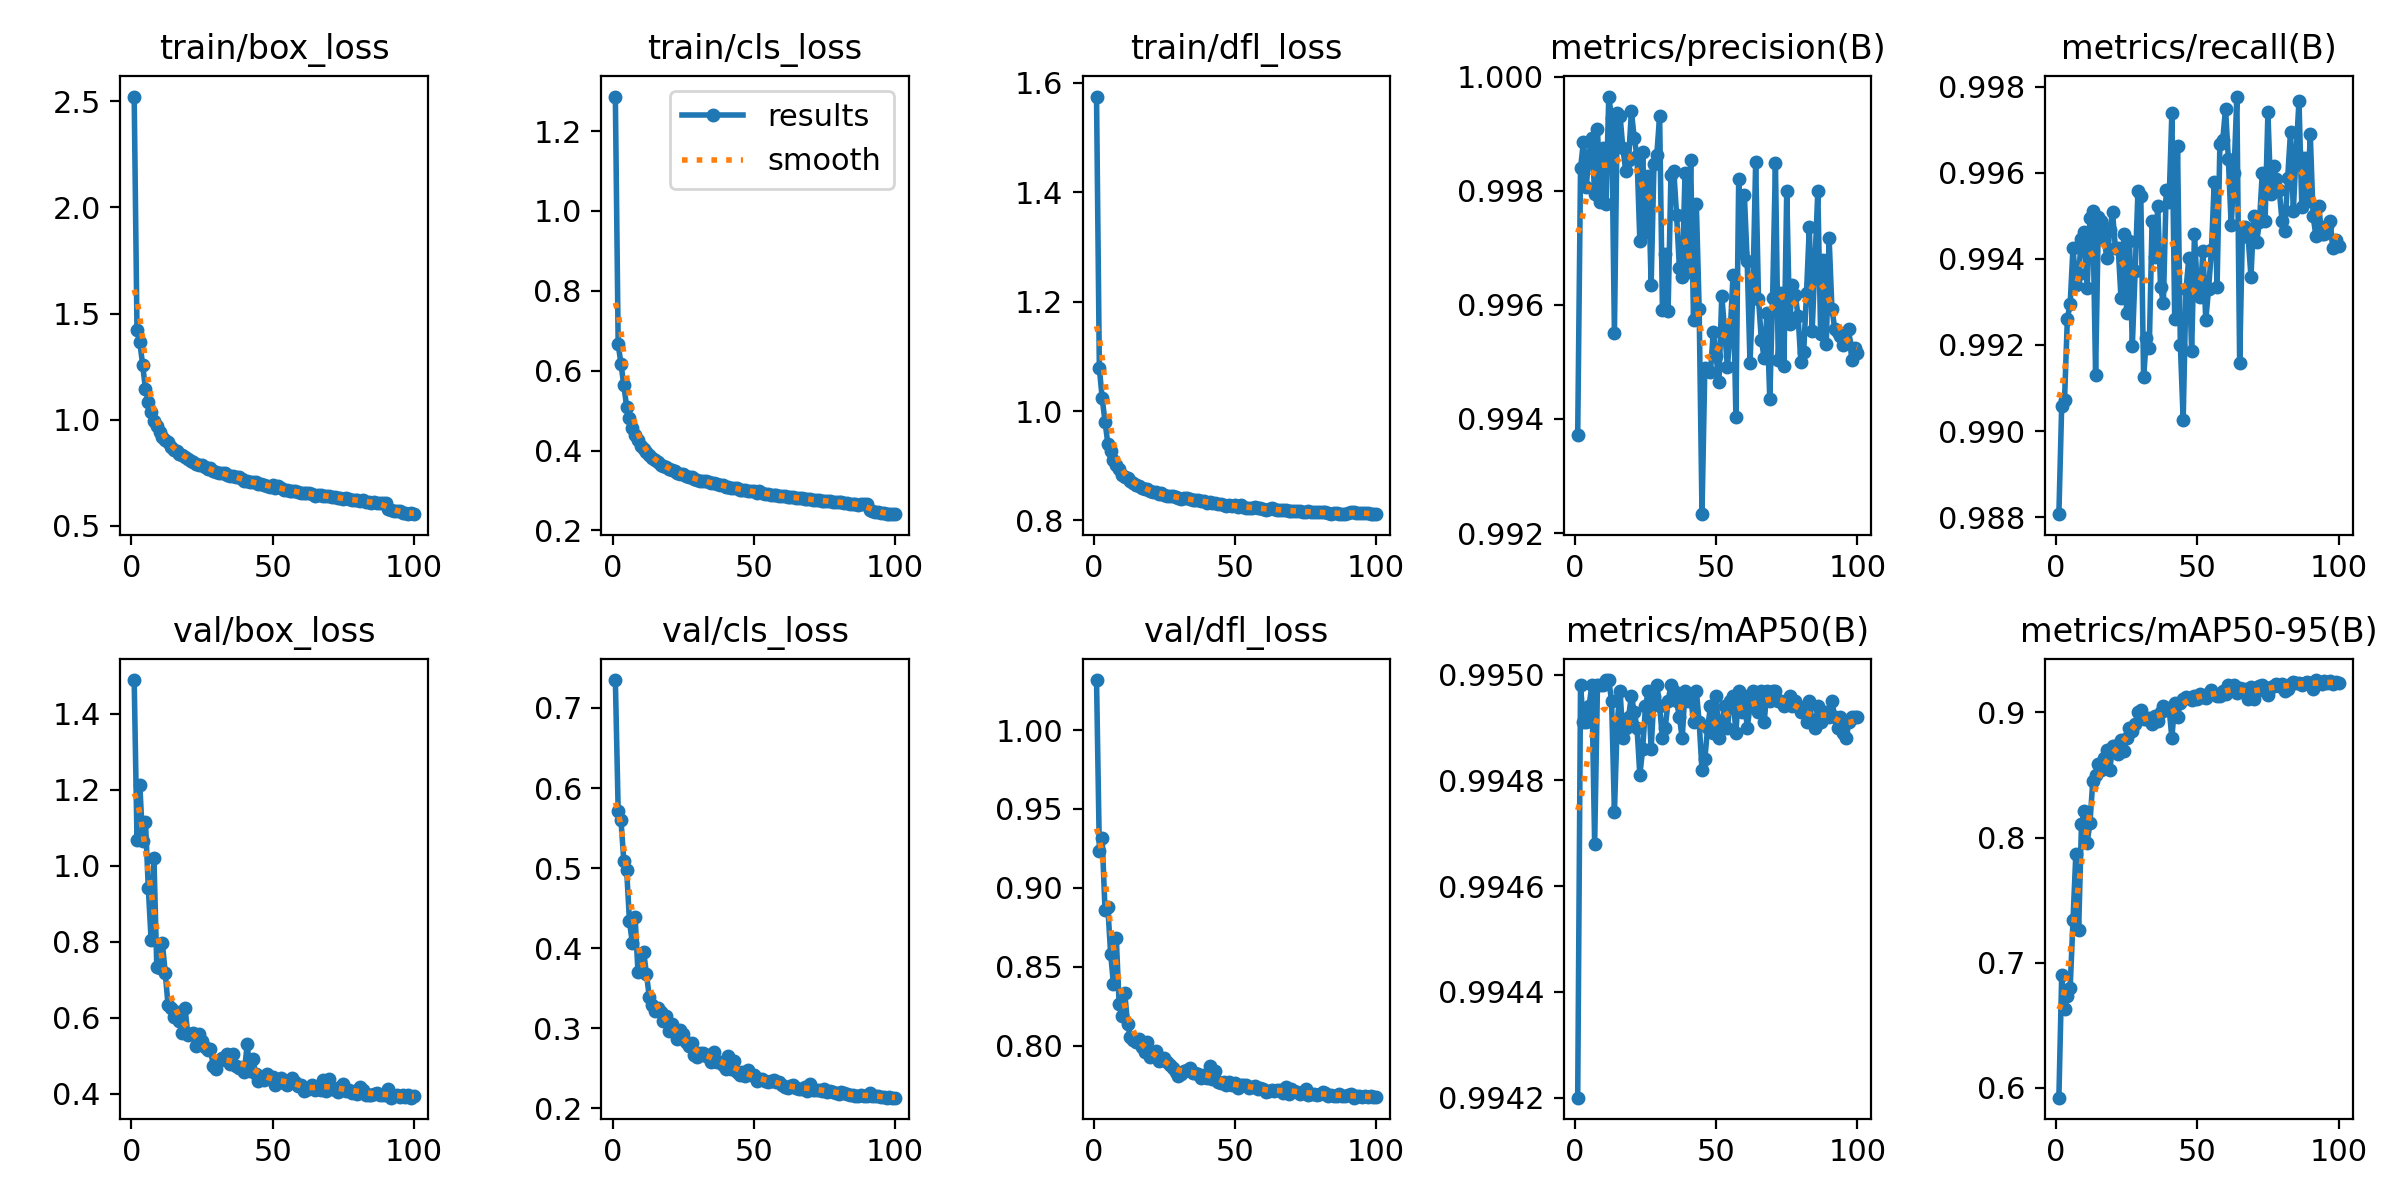 train/box_loss
2.5
2.0
1.5
1.0
0.5
0 50 100
train/cls_loss
results
smooth
1.2
1.0
0.8
0.6
0.4
0.2
0 50 100
train/dfl_loss
1.6
1.4
1.2
1.0
0.8
0 50 100
metrics/precision(B)
1.000
0.998
0.996
0.994
0.992
0 50 100
metrics/recall(B)
0.998
0.996
0.994
0.992
0.990
0.988
0 50 100
val/box_loss
1.4
1.2
1.0
0.8
0.6
0.4
0 50 100
val/cls_loss
0.7
0.6
0.5
0.4
0.3
0.2
0 50 100
val/dfl_loss
1.00
0.95
0.90
0.85
0.80
0 50 100
metrics/mAP50(B)
0.9950
0.9948
0.9946
0.9944
0.9942
0 50 100
metrics/mAP50-95(B)
0.9
0.8
0.7
0.6
0 50 100